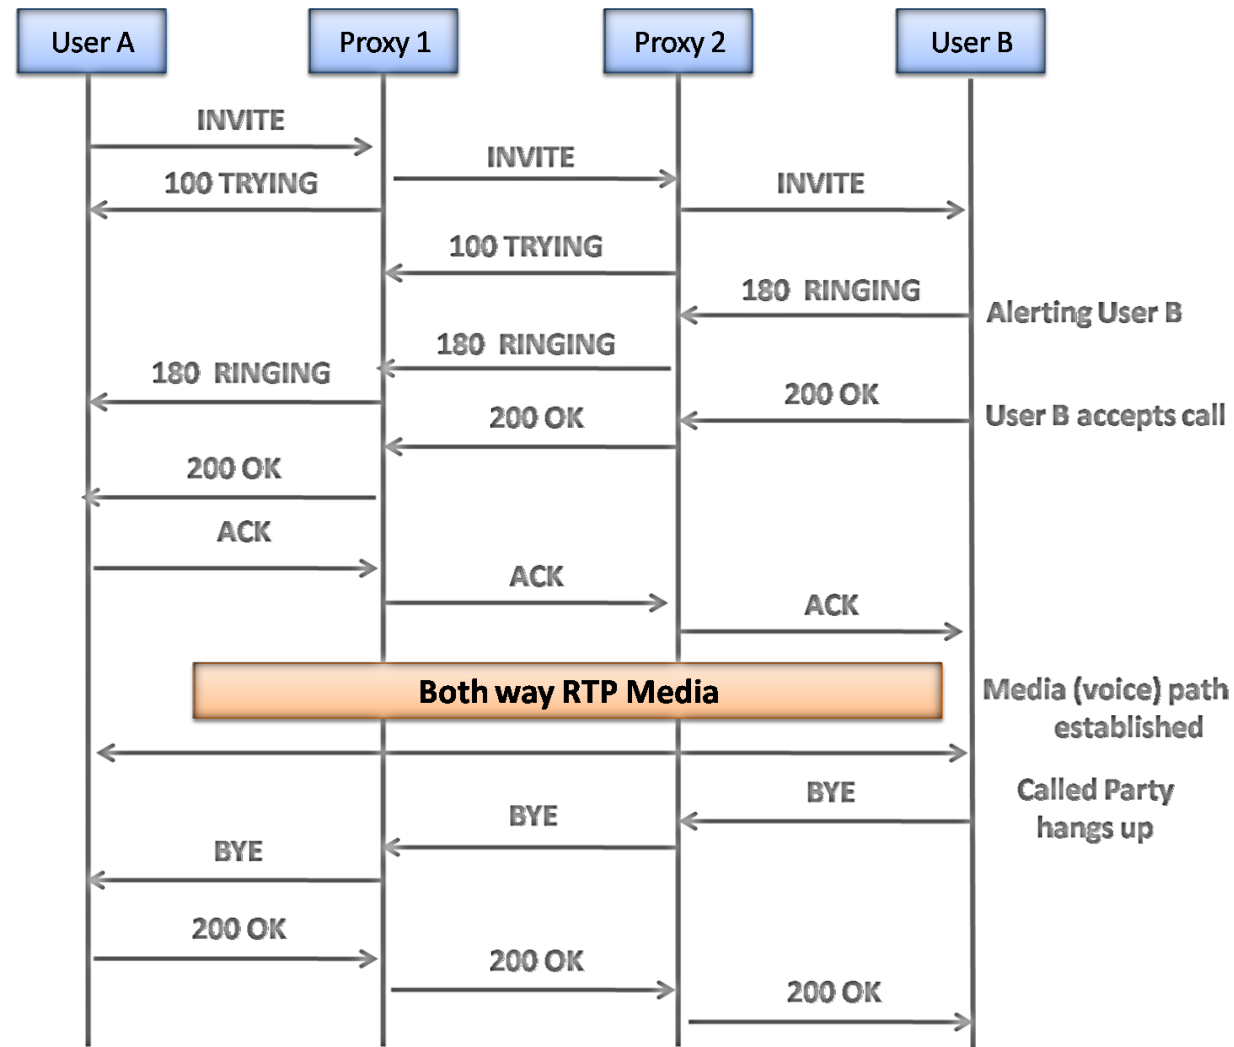 User A
Proxy 1
Proxy 2
User B
INVITE
INVITE
100 TRYING
INVITE
100 TRYING
180 RINGING
Alerting User B
180 RINGING
180 RINGING
200 OK
User B accepts call
200 OK
200 OK
ACK
ACK
ACK
Both way RTP Media
Media (voice) path
established
BYE
Called Party
hangs up
BYE
BYE
200 OK
200 OK
200 OK